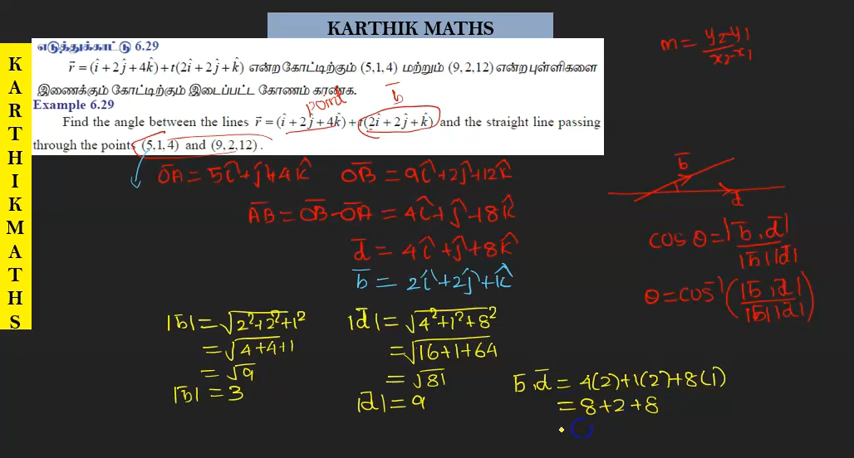 KARTHIK MATHS
KARTHIKMATHS
எடுத்துக்காட்டு 6.29
r̄ = (î + 2ĵ + 4k̂) + t(2î + 2ĵ + k̂) என்ற கோட்டிற்கும் (5,1,4) மற்றும் (9,2,12) என்ற புள்ளிகளை
இணைக்கும் கோட்டிற்கும் இடைப்பட்ட கோணம் காண்க.
Example 6.29
point
b̄
Find the angle between the lines r̄ = (î + 2ĵ + 4k̂) + t(2î + 2ĵ + k̂) and the straight line passing
through the points (5,1,4) and (9,2,12).
m = y2-y1/x2-x1
OA = 5î+ĵ+4k̂ OB = 9î+2ĵ+12k̂
AB = OB - OA = 4î+ĵ+8k̂
d̄ = 4î+ĵ+8k̂
b̄ = 2î+2ĵ+k̂
b̄
d
cos θ = |b̄.d̄|/|b̄||d̄|
θ = cos⁻¹(|b̄.d̄|/|b̄||d̄|)
|b̄| = √2²+2²+1²
= √4+4+1
= √9
|b̄| = 3
|d̄| = √4²+1²+8²
= √16+1+64
= √81
|d̄| = 9
b̄.d̄ = 4(2)+1(2)+8(1)
= 8+2+8